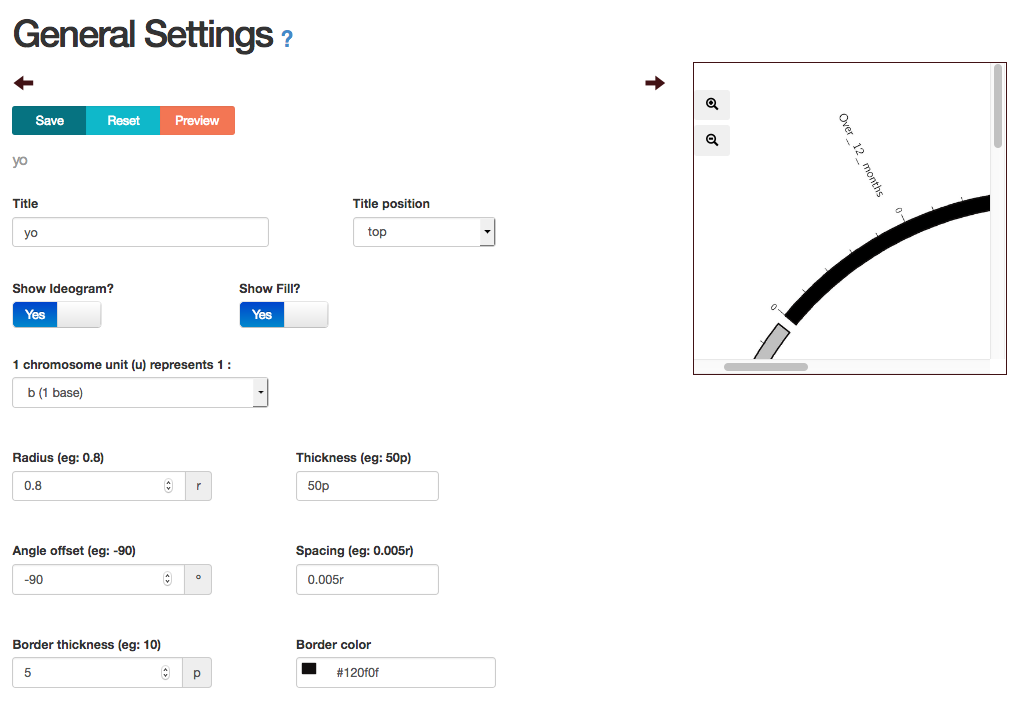 General Settings ?
Save Reset Preview
yo
Title Title position
yo top
Show Ideogram? Show Fill?
Yes Yes
1 chromosome unit (u) represents 1 :
b (1 base)
Radius (eg: 0.8) Thickness (eg: 50p)
0.8 r 50p
Angle offset (eg: -90) Spacing (eg: 0.005r)
-90 º 0.005r
Border thickness (eg: 10) Border color
5 p #120f0f
Over_12_months
0
0